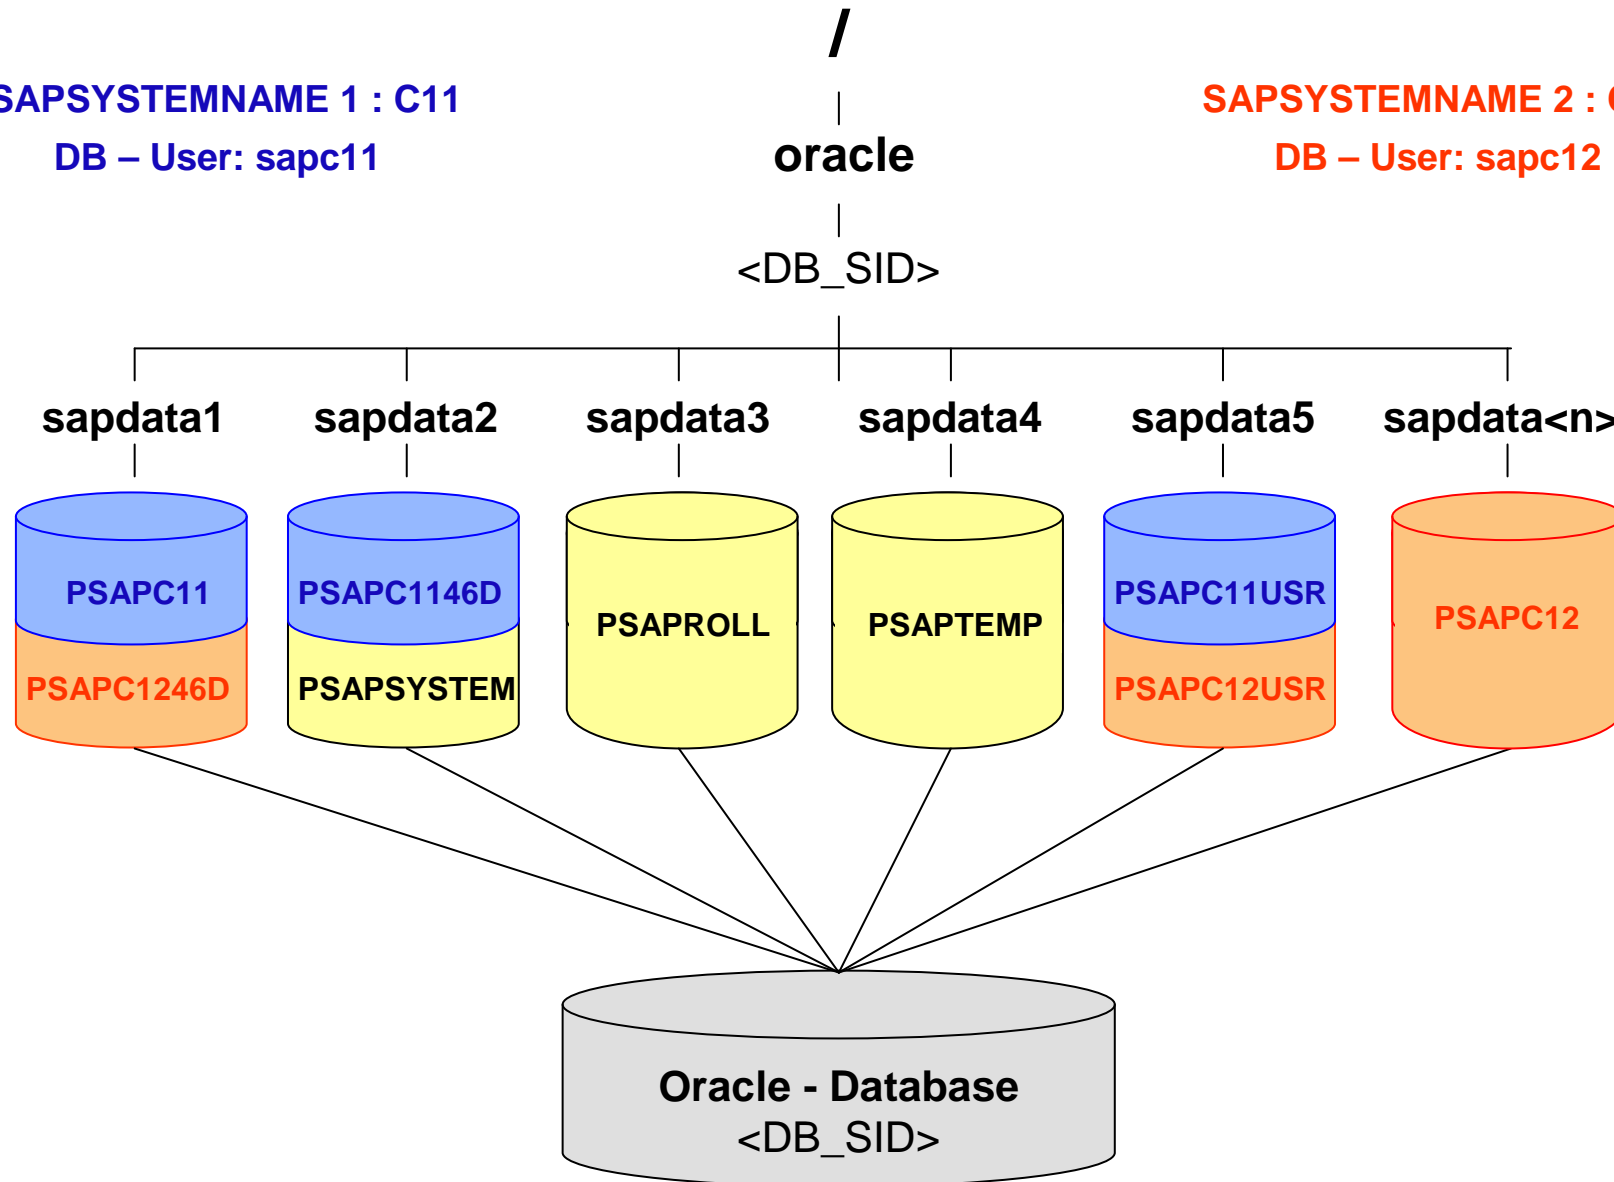 /
SAPSYSTEMNAME 1 : C11
SAPSYSTEMNAME 2 :
DB – User: sapc11
oracle
DB – User: sapc12
<DB_SID>
sapdata1 sapdata2 sapdata3 sapdata4 sapdata5 sapdata<n>
PSAPC11 PSAPC1146D PSAPROLL PSAPTEMP PSAPC11USR PSAPC12
PSAPC1246D PSAPSYSTEM PSAPC12USR
Oracle - Database
<DB_SID>